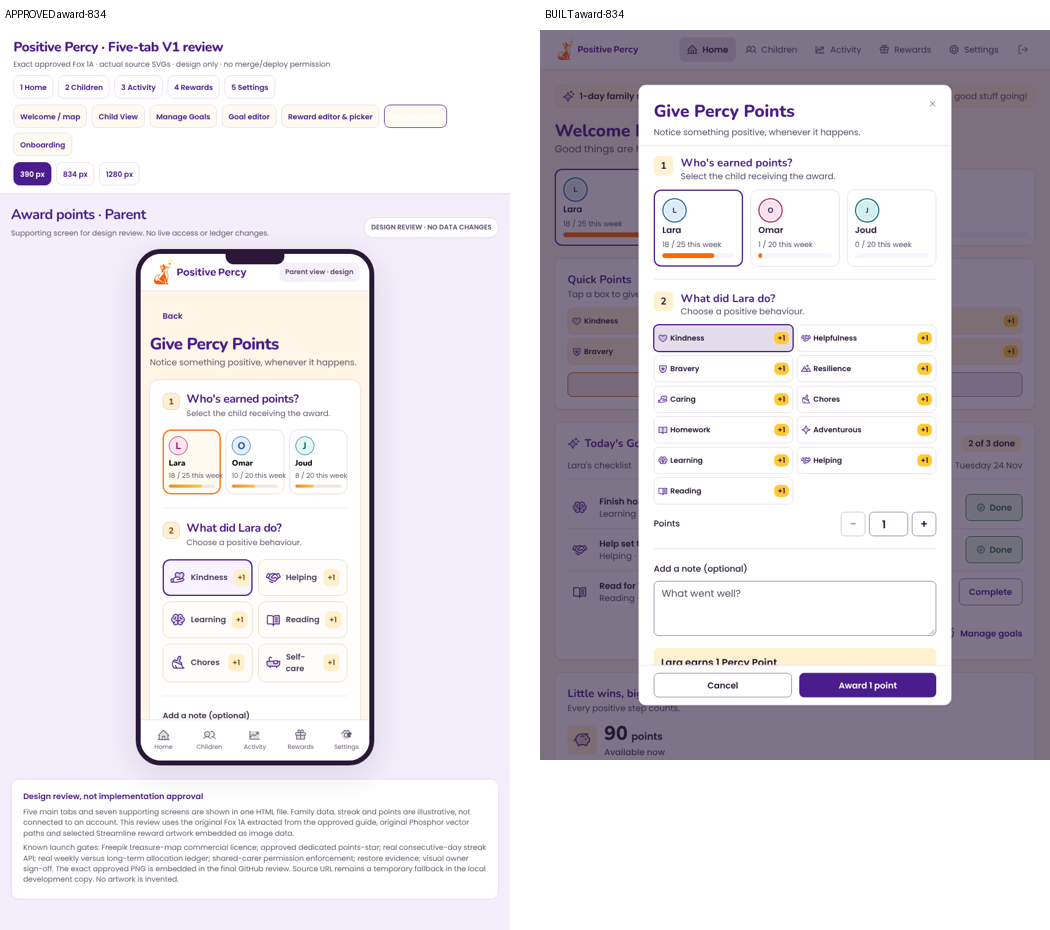 APPROVED award-834
Positive Percy · Five-tab V1 review
Exact approved Fox 1A · actual source SVGs · design only · no merge/deploy permission
1 Home
2 Children
3 Activity
4 Rewards
5 Settings
Welcome / map
Child View
Manage Goals
Goal editor
Reward editor & picker
Onboarding
390 px
834 px
1280 px
Award points · Parent
Supporting screen for design review. No live access or ledger changes.
DESIGN REVIEW · NO DATA CHANGES
Positive Percy
Parent view · design
Back
Give Percy Points
Notice something positive, whenever it happens.
1
Who's earned points?
Select the child receiving the award.
L
Lara
18 / 25 this week
O
Omar
10 / 20 this week
J
Joud
8 / 20 this week
2
What did Lara do?
Choose a positive behaviour.
Kindness +1
Helping +1
Learning +1
Reading +1
Chores +1
Self-
care +1
Add a note (optional)
Home
Children
Activity
Rewards
Settings
Design review, not implementation approval
Five main tabs and seven supporting screens are shown in one HTML file. Family data, streak and points are illustrative, not
connected to an account. This review uses the original Fox 1A extracted from the approved guide, original Phosphor vector
paths and selected Streamline reward artwork embedded as image data.
Known launch gates: Freepik treasure-map commercial licence; approved dedicated points-star; real consecutive-day streak
API; real weekly versus long-term allocation ledger; shared-carer permission enforcement; restore evidence; visual owner
sign-off. The exact approved PNG is embedded in the final GitHub review. Source URL remains a temporary fallback in the local
development copy. No artwork is invented.
BUILT award-834
Positive Percy
Home
Children
Activity
Rewards
Settings
1-day family
good stuff going!
Welcome
Good things are
L
Lara
18 / 25 this week
Quick Points
Tap a box to give
Kindness
+1
Bravery
+1
Today's Go
2 of 3 done
Lara's checklist
Tuesday 24 Nov
Finish ho
Learning
Done
Help set t
Helping ·
Done
Read for
Reading
Complete
Manage goals
Little wins, big
Every positive step counts.
90 points
Available now
Give Percy Points
×
Notice something positive, whenever it happens.
1
Who's earned points?
Select the child receiving the award.
L
Lara
18 / 25 this week
O
Omar
1 / 20 this week
J
Joud
0 / 20 this week
2
What did Lara do?
Choose a positive behaviour.
Kindness +1
Helpfulness +1
Bravery +1
Resilience +1
Caring +1
Chores +1
Homework +1
Adventurous +1
Learning +1
Helping +1
Reading +1
Points
−
1
+
Add a note (optional)
What went well?
Lara earns 1 Percy Point
Cancel
Award 1 point